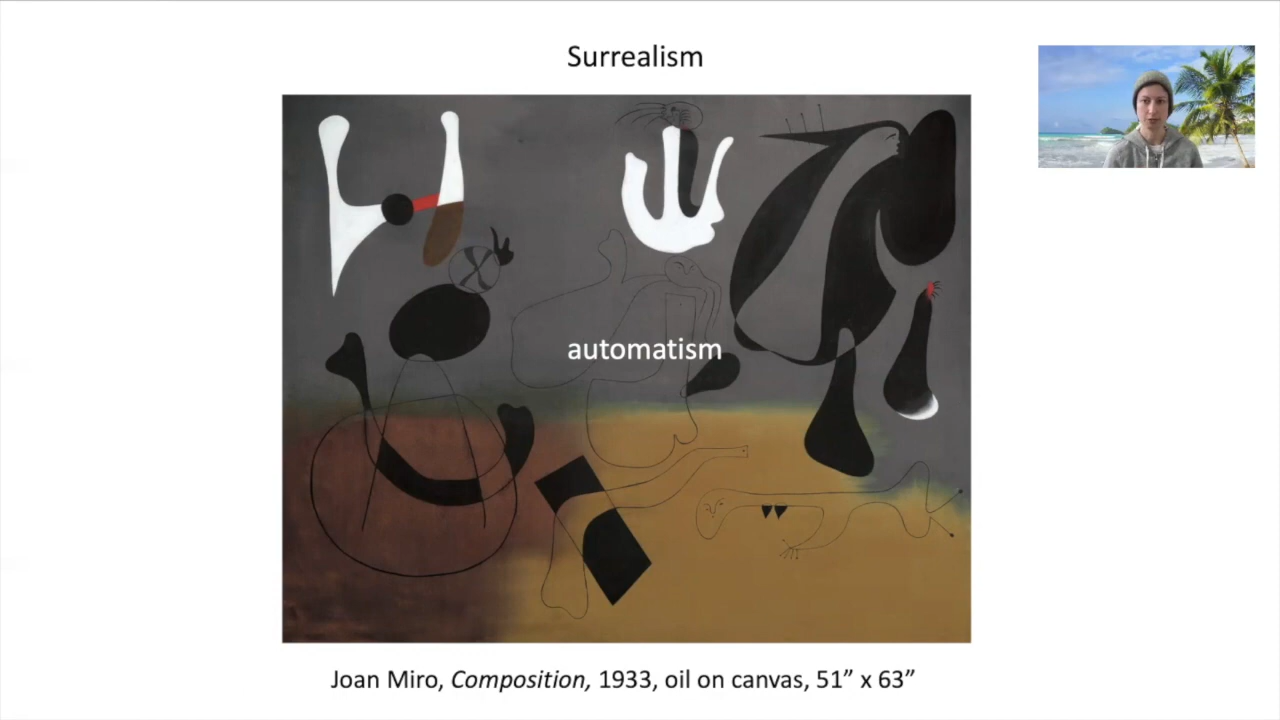 Surrealism
automatism
Joan Miro, Composition, 1933, oil on canvas, 51” x 63”